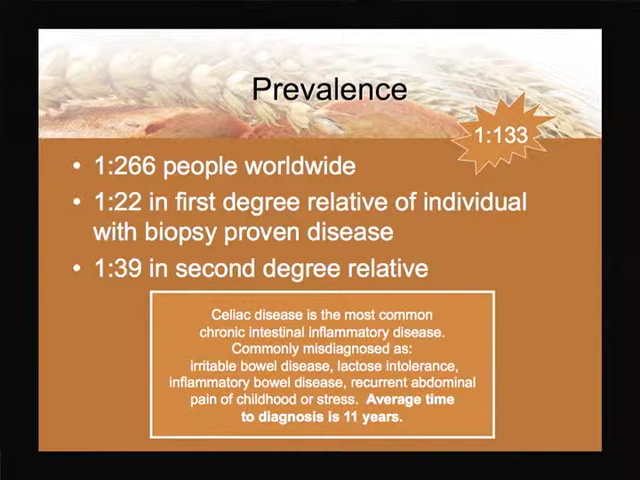 Prevalence
1:133
• 1:266 people worldwide
• 1:22 in first degree relative of individual
with biopsy proven disease
• 1:39 in second degree relative
Celiac disease is the most common
chronic intestinal inflammatory disease.
Commonly misdiagnosed as:
irritable bowel disease, lactose intolerance,
inflammatory bowel disease, recurrent abdominal
pain of childhood or stress. Average time
to diagnosis is 11 years.